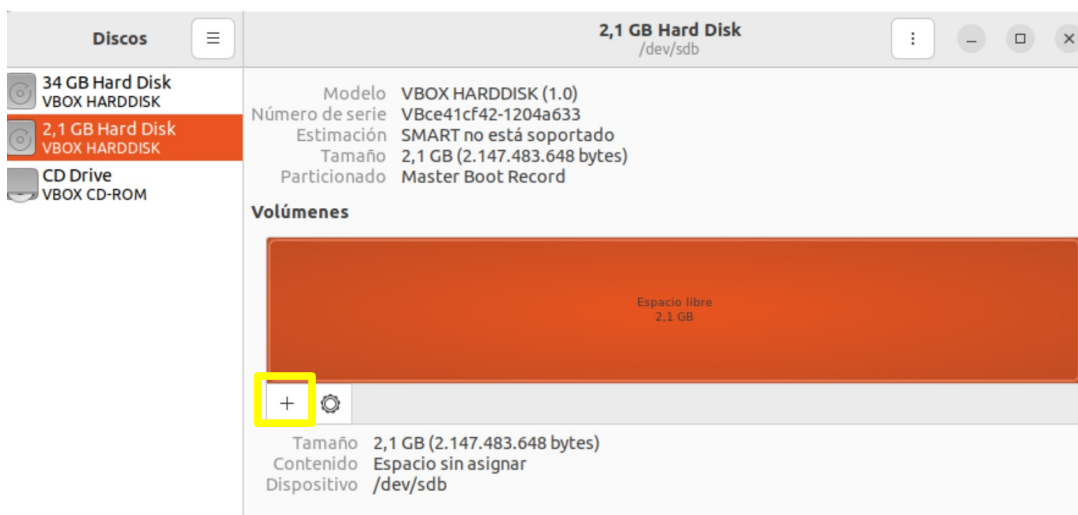 Discos
2,1 GB Hard Disk
/dev/sdb
34 GB Hard Disk
VBOX HARDDISK
2,1 GB Hard Disk
VBOX HARDDISK
CD Drive
VBOX CD-ROM
Modelo VBOX HARDDISK (1.0)
Número de serie VBce41cf42-1204a633
Estimación SMART no está soportado
Tamaño 2,1 GB (2.147.483.648 bytes)
Particionado Master Boot Record
Volúmenes
Espacio libre
2,1 GB
Tamaño 2,1 GB (2.147.483.648 bytes)
Contenido Espacio sin asignar
Dispositivo /dev/sdb